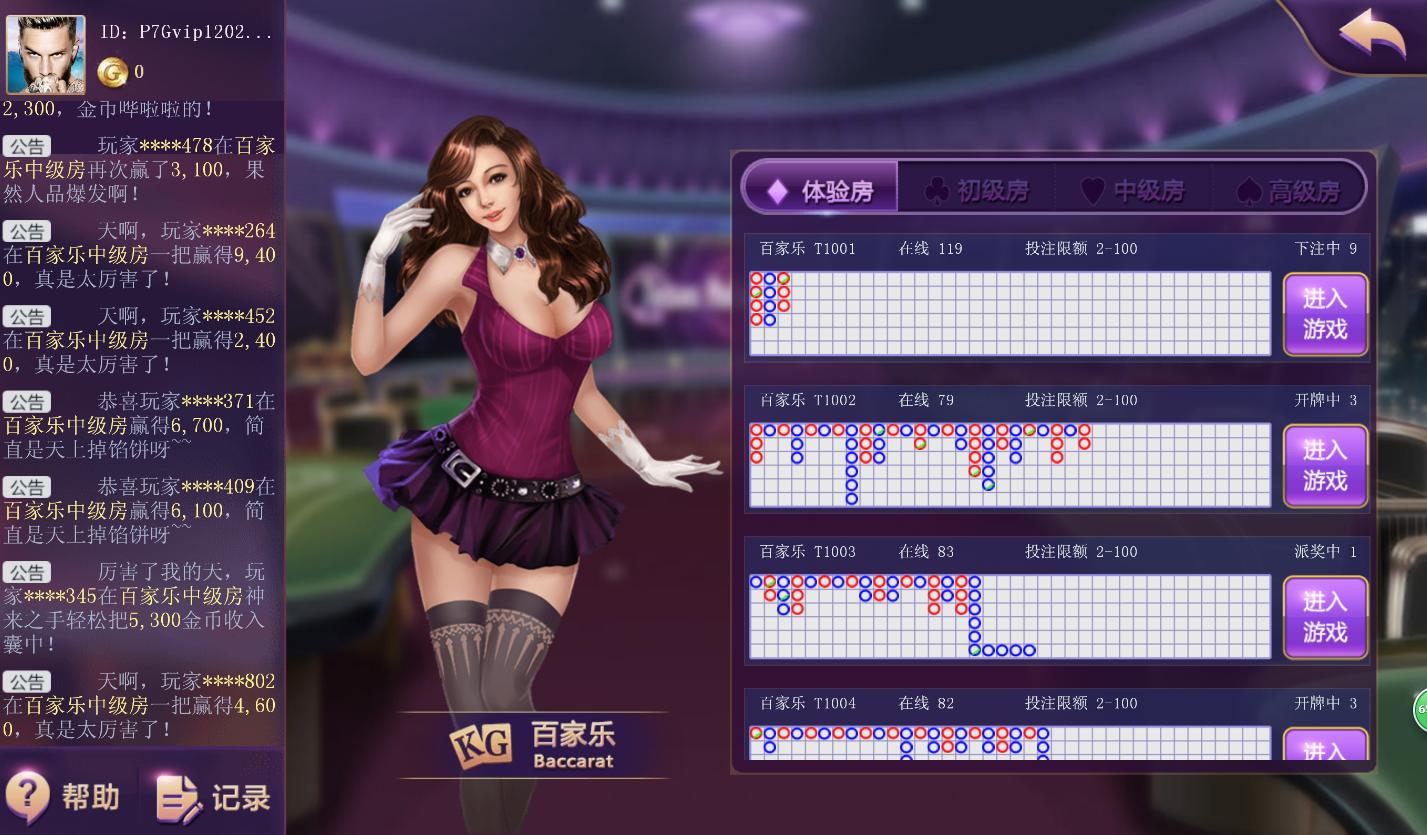 ID: P7Gvip1202...
0
2,300，金币哗啦啦的！
公告 玩家****478在百家
乐中级房再次赢了3,100，果
然人品爆发啊！
公告 天啊，玩家****264
在百家乐中级房一把赢得9,40
0，真是太厉害了！
公告 天啊，玩家****452
在百家乐中级房一把赢得2,40
0，真是太厉害了！
公告 恭喜玩家****371在
百家乐中级房赢得6,700，简
直是天上掉馅饼呀~~
公告 恭喜玩家****409在
百家乐中级房赢得6,100，简
直是天上掉馅饼呀~~
公告 厉害了我的天，玩
家****345在百家乐中级房神
来之手轻松把5,300金币收入
囊中！
公告 天啊，玩家****802
在百家乐中级房一把赢得4,60
0，真是太厉害了！
帮助 记录
KG 百家乐
Baccarat
体验房 初级房 中级房 高级房
百家乐 T1001 在线 119 投注限额 2-100 下注中 9
进入
游戏
百家乐 T1002 在线 79 投注限额 2-100 开牌中 3
进入
游戏
百家乐 T1003 在线 83 投注限额 2-100 派奖中 1
进入
游戏
百家乐 T1004 在线 82 投注限额 2-100 开牌中 3
进入